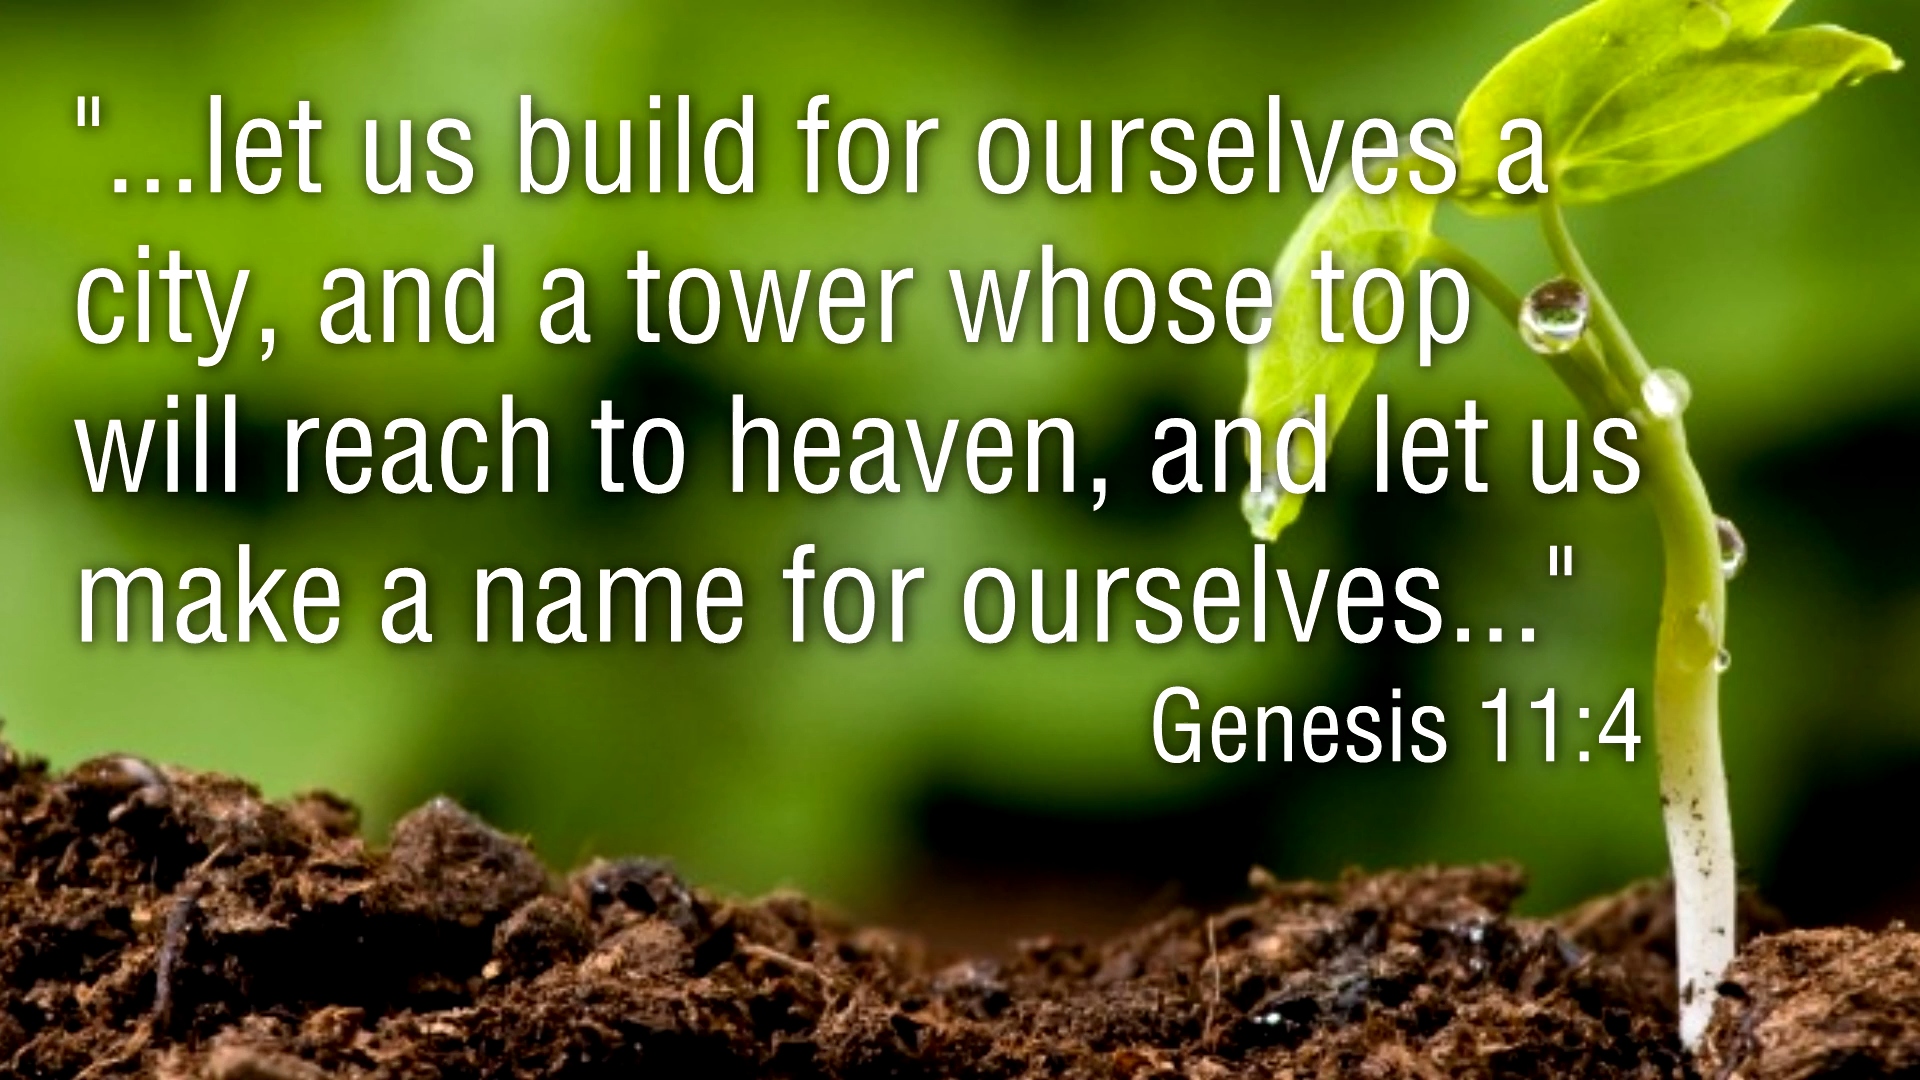 "...let us build for ourselves a
city, and a tower whose top
will reach to heaven, and let us
make a name for ourselves..."
Genesis 11:4